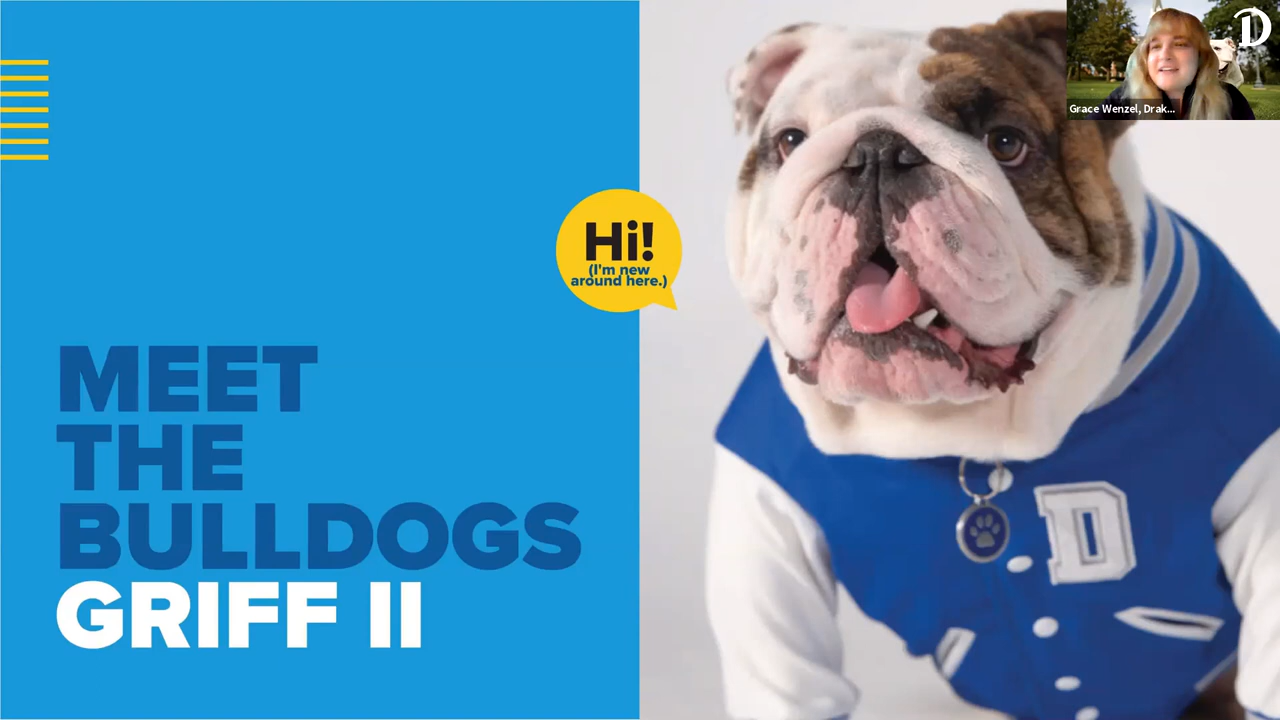 Hi!
(I'm new
around here.)
MEET
THE
BULLDOGS
GRIFF II
D
D
Grace Wenzel, Drak...